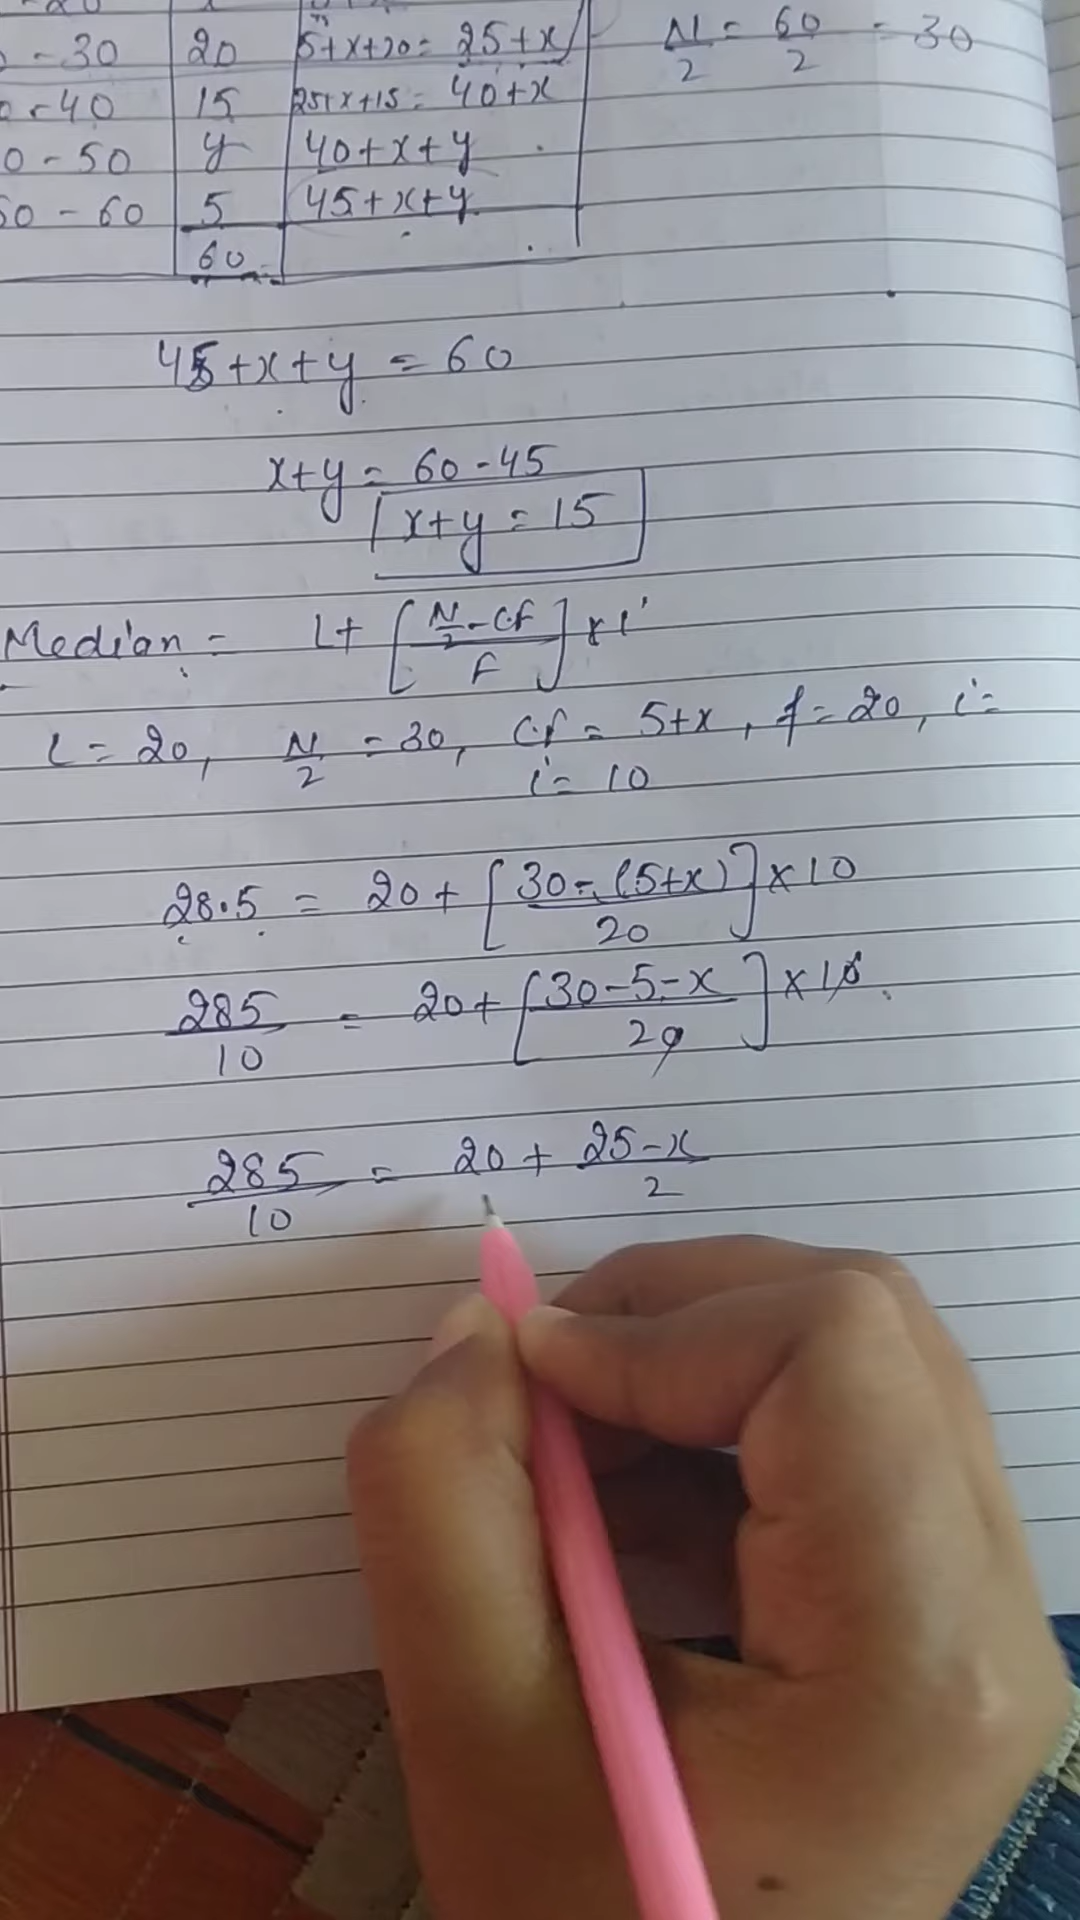 - 30 20 5+x+20= 25+x N/2 = 60/2 = 30
- 40 15 25+x+15= 40+x
0 - 50 y 40+x+y
50 - 60 5 45+x+y
60
45+x+y = 60
x+y = 60-45
x+y = 15
Median = L+ [(N/2 - Cf)/f] × i
L= 20, N/2 = 30, Cf = 5+x, f=20, i=
i= 10
28.5 = 20+ [(30-(5+x))/20] × 10
285/10 = 20+ [(30-5-x)/20] × 10
285/10 = 20+ (25-x)/2